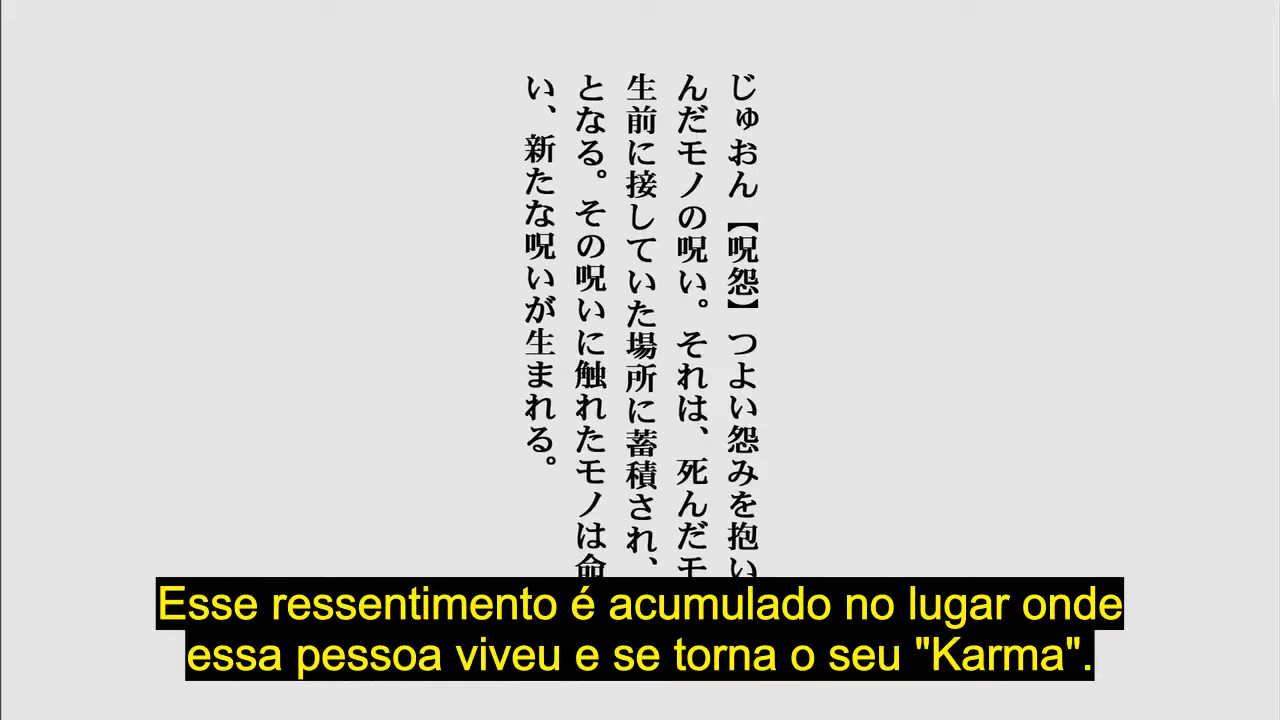 じゅおん【呪怨】つよい怨みを抱い
んだモノの呪い。それは、死んだモ
生前に接していた場所に蓄積され、
となる。その呪いに触れたモノは命
い、新たな呪いが生まれる。
Esse ressentimento é acumulado no lugar onde
essa pessoa viveu e se torna o seu "Karma".